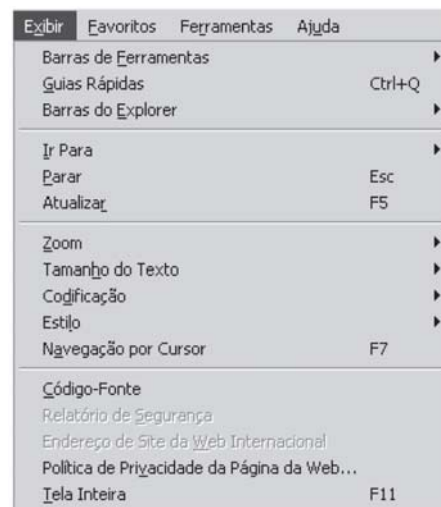 Exibir Favoritos Ferramentas Ajuda
Barras de Ferramentas
Guias Rápidas Ctrl+Q
Barras do Explorer
Ir Para
Parar Esc
Atualizar F5
Zoom
Tamanho do Texto
Codificação
Estilo
Navegação por Cursor F7
Código-Fonte
Relatório de Segurança
Endereço de Site da Web Internacional
Política de Privacidade da Página da Web...
Tela Inteira F11